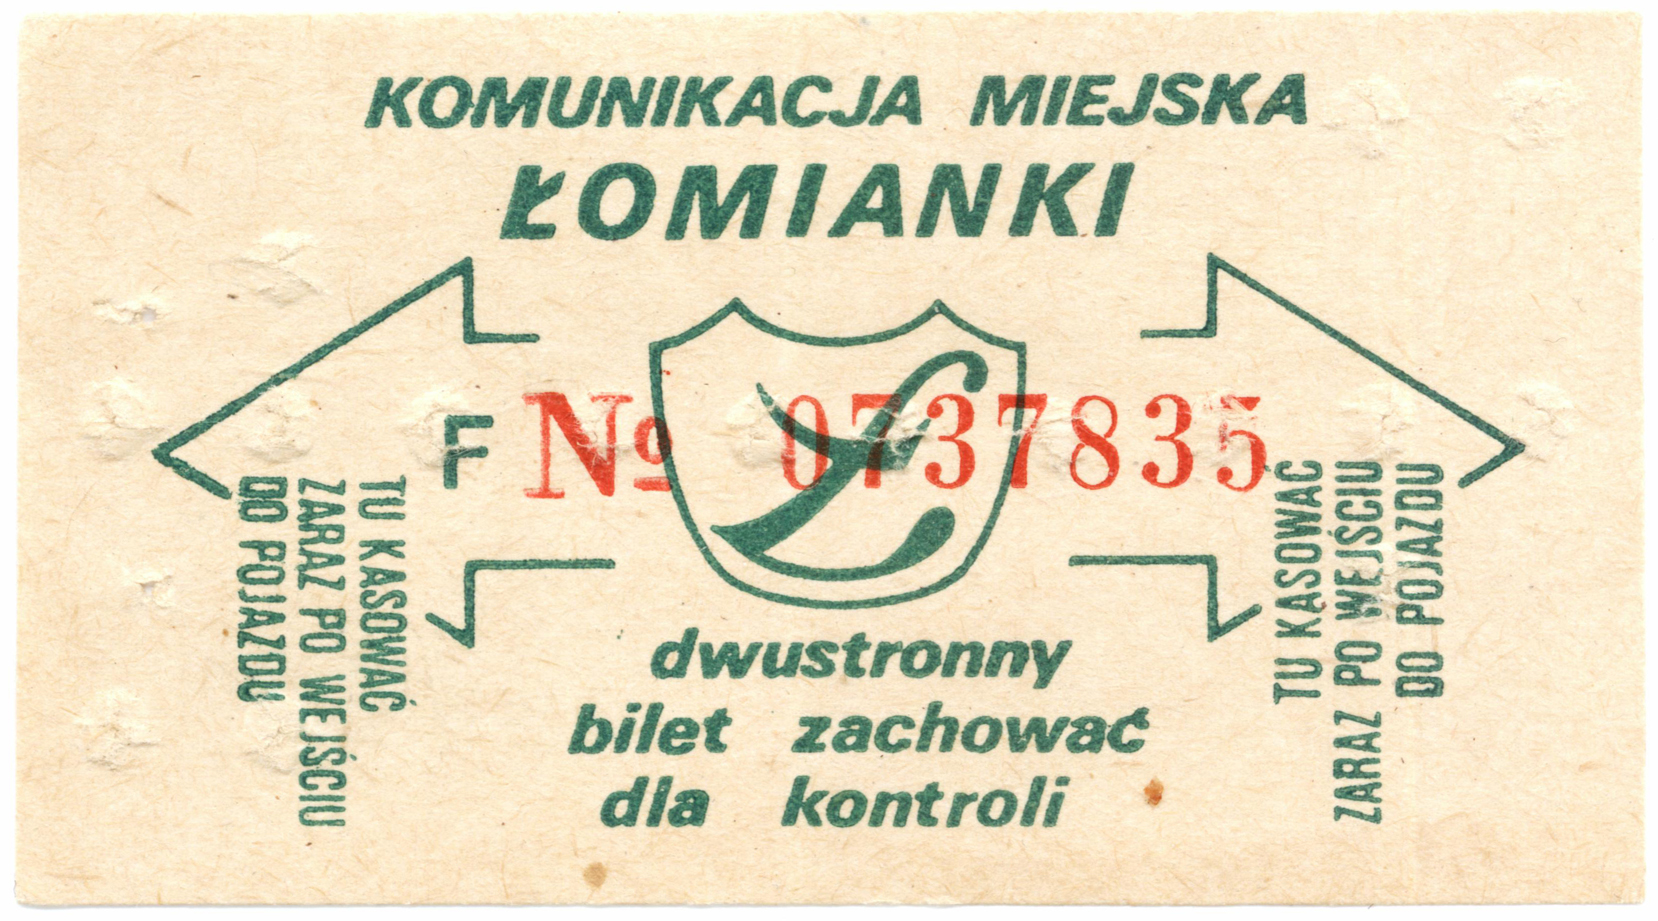 KOMUNIKACJA MIEJSKA
ŁOMIANKI
F № 0737835
Ł
TU KASOWAĆ
ZARAZ PO WEJŚCIU
DO POJAZDU
TU KASOWAĆ
ZARAZ PO WEJŚCIU
DO POJAZDU
dwustronny
bilet zachować
dla kontroli